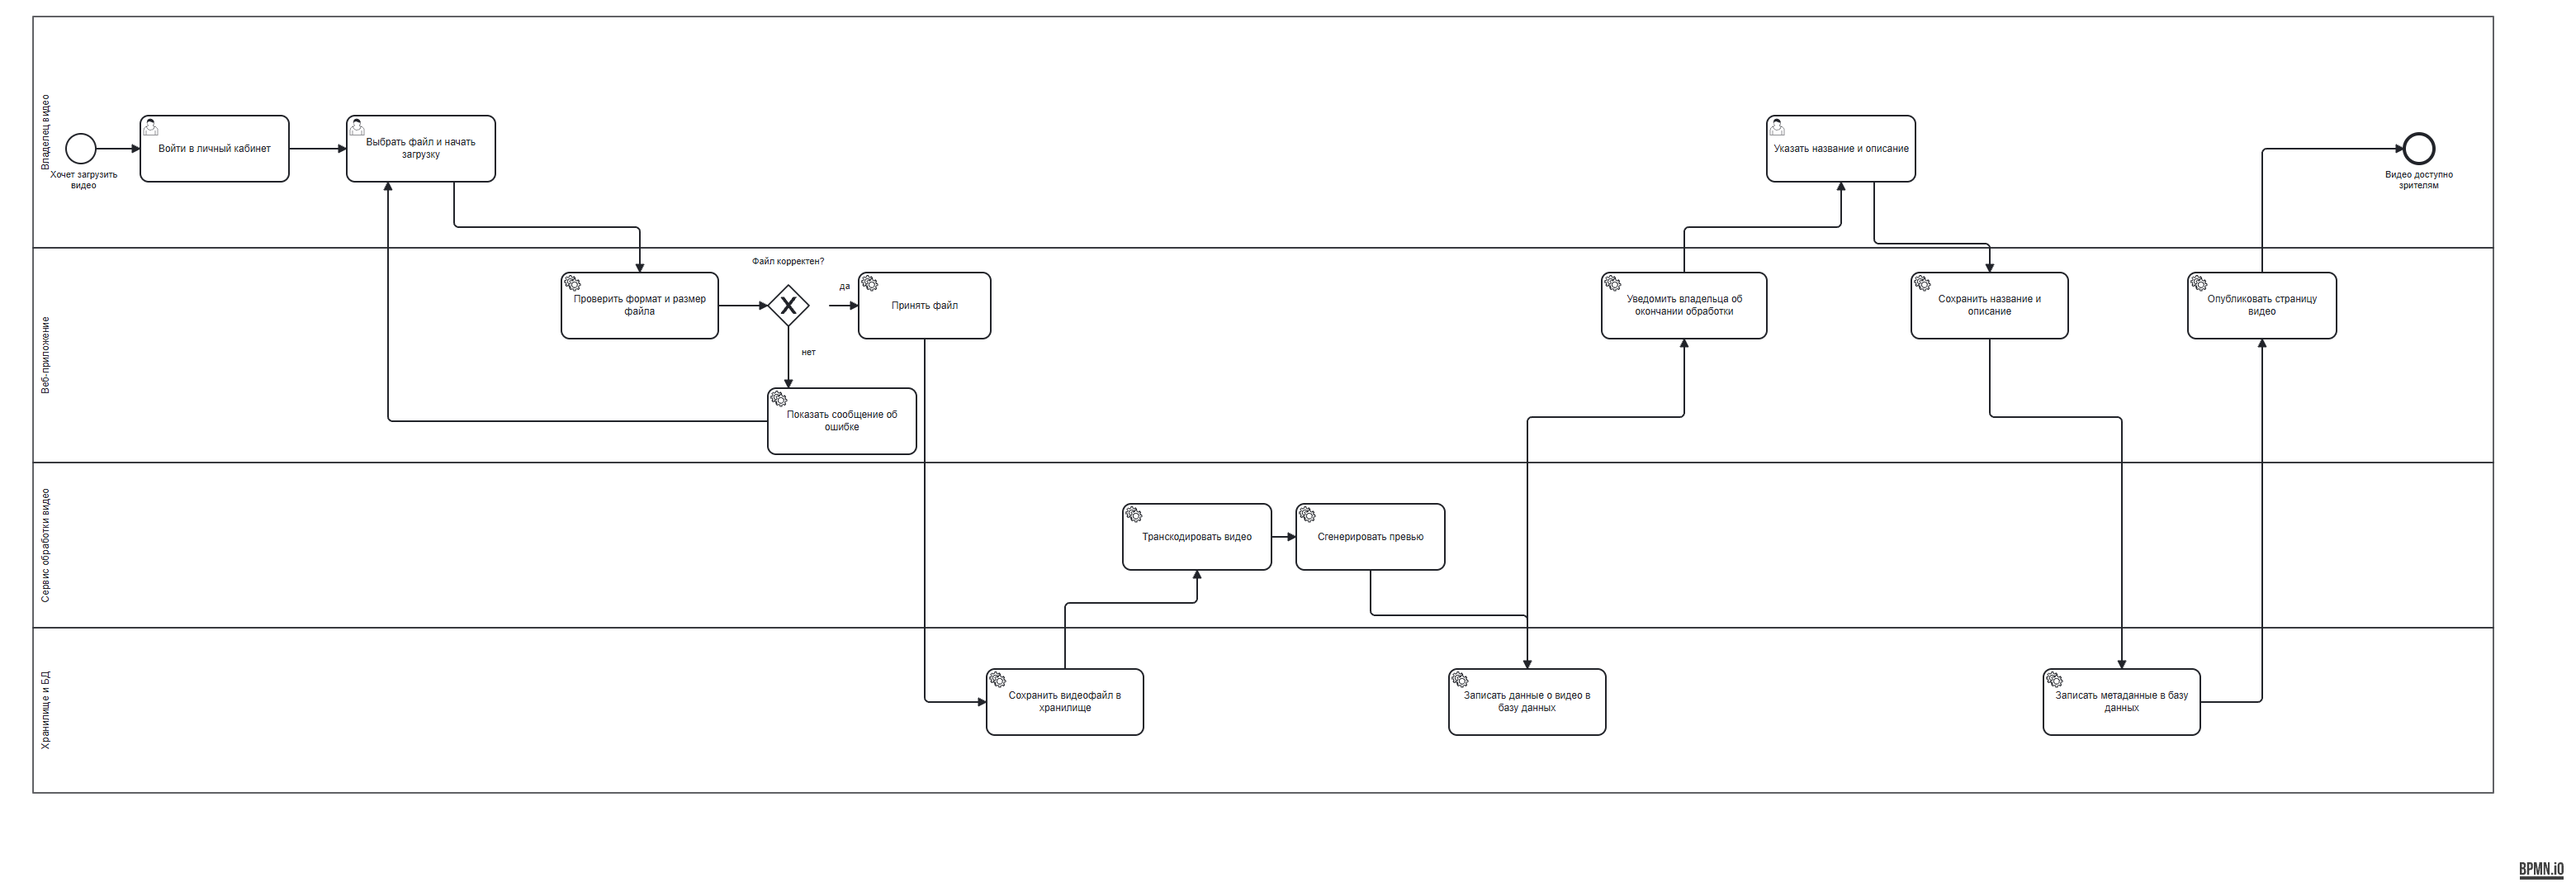 Владелец видео
Хочет загрузить
видео
Войти в личный кабинет
Выбрать файл и начать
загрузку
Указать название и описание
Видео доступно
зрителям
Веб-приложение
Проверить формат и размер
файла
Файл корректен?
да
нет
Принять файл
Показать сообщение об
ошибке
Уведомить владельца об
окончании обработки
Сохранить название и
описание
Опубликовать страницу
видео
Сервис обработки видео
Транскодировать видео
Сгенерировать превью
Хранилище и БД
Сохранить видеофайл в
хранилище
Записать данные о видео в
базу данных
Записать метаданные в базу
данных
BPMN.iO